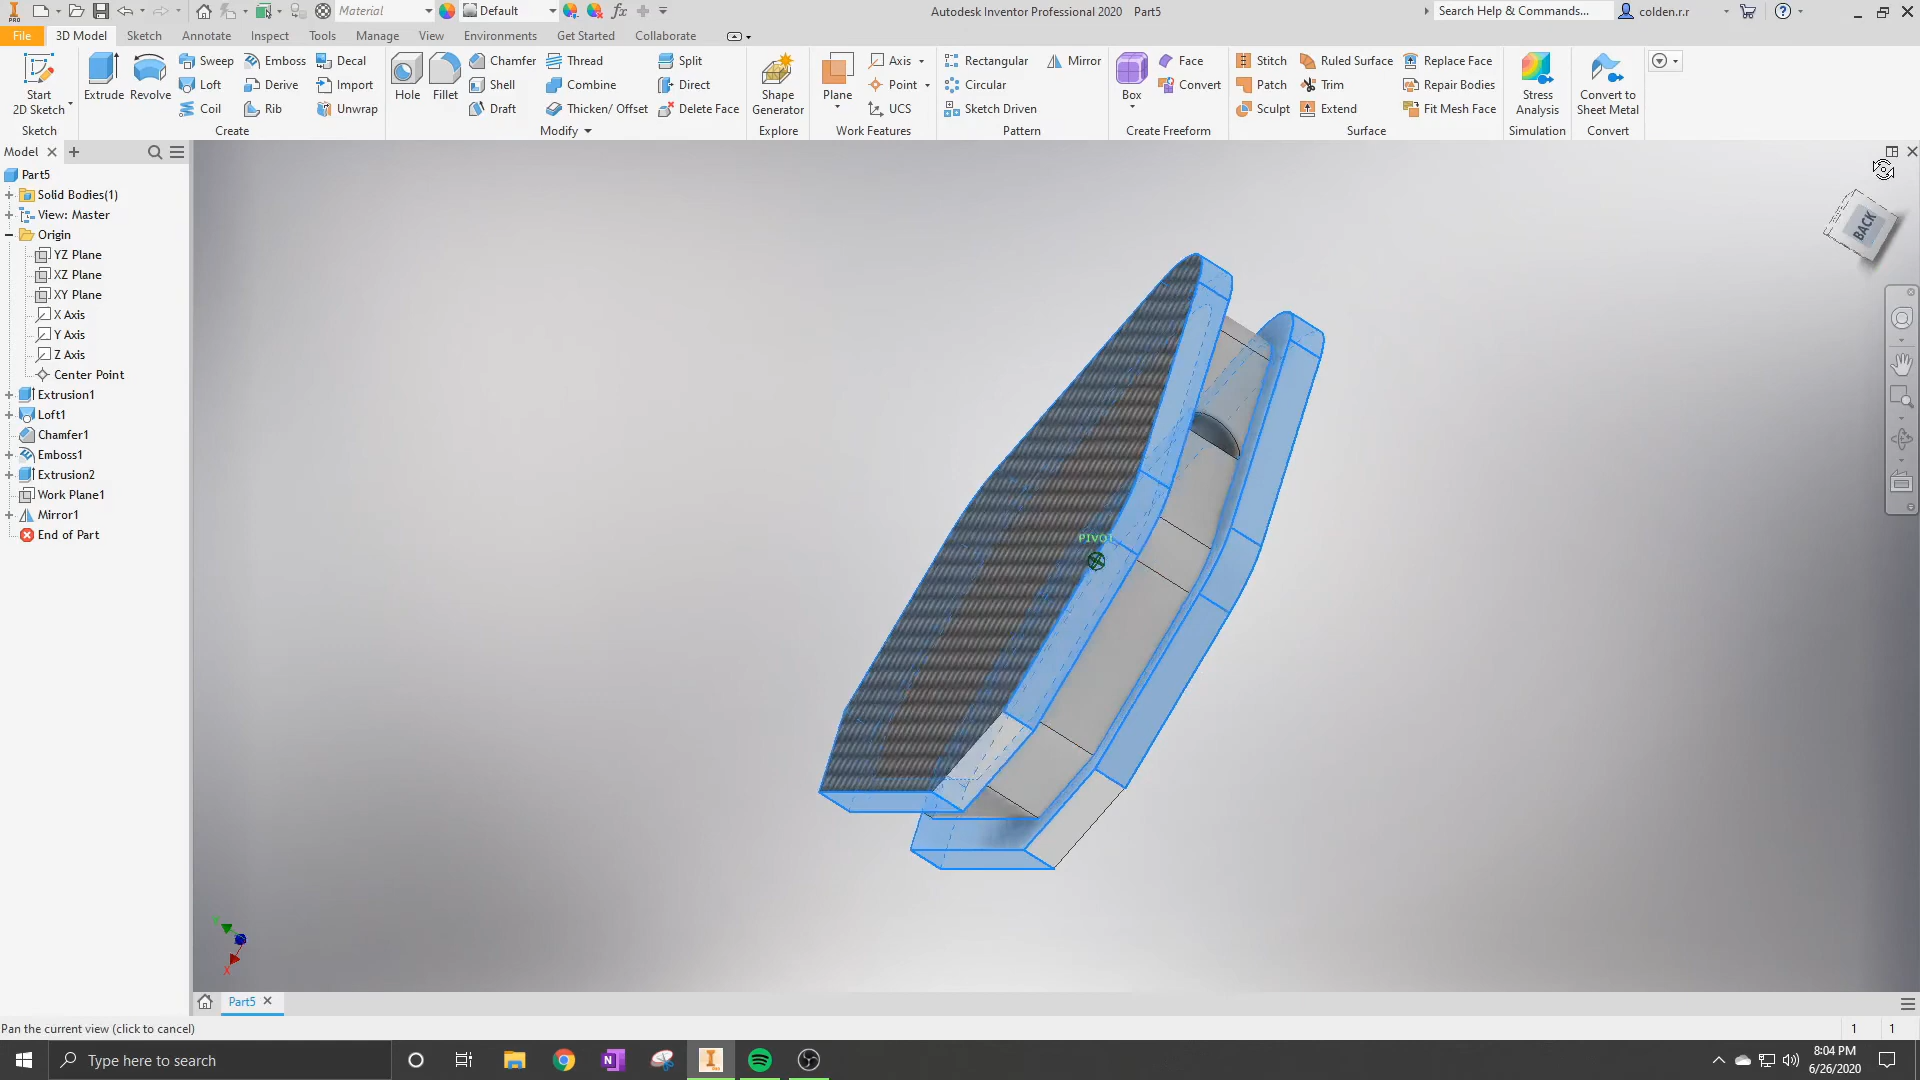 PRO Material Default fx Autodesk Inventor Professional 2020 Part5 Search Help & Commands... colden.r.r ?
File 3D Model Sketch Annotate Inspect Tools Manage View Environments Get Started Collaborate
Start 2D Sketch
Sketch
Extrude Revolve Sweep Emboss Decal
Loft Derive Import
Coil Rib Unwrap
Create
Hole Fillet Chamfer Thread Split
Shell Combine Direct
Draft Thicken/ Offset Delete Face
Modify
Shape Generator
Explore
Plane Axis
Point
UCS
Work Features
Rectangular Mirror
Circular
Sketch Driven
Pattern
Box Face
Convert
Create Freeform
Stitch Ruled Surface Replace Face
Patch Trim Repair Bodies
Sculpt Extend Fit Mesh Face
Surface
Stress Analysis
Simulation
Convert to Sheet Metal
Convert
Model
Part5
Solid Bodies(1)
View: Master
Origin
YZ Plane
XZ Plane
XY Plane
X Axis
Y Axis
Z Axis
Center Point
Extrusion1
Loft1
Chamfer1
Emboss1
Extrusion2
Work Plane1
Mirror1
End of Part
BACK
PIVOT
X
Part5
Pan the current view (click to cancel) 1 1
Type here to search
8:04 PM
6/26/2020